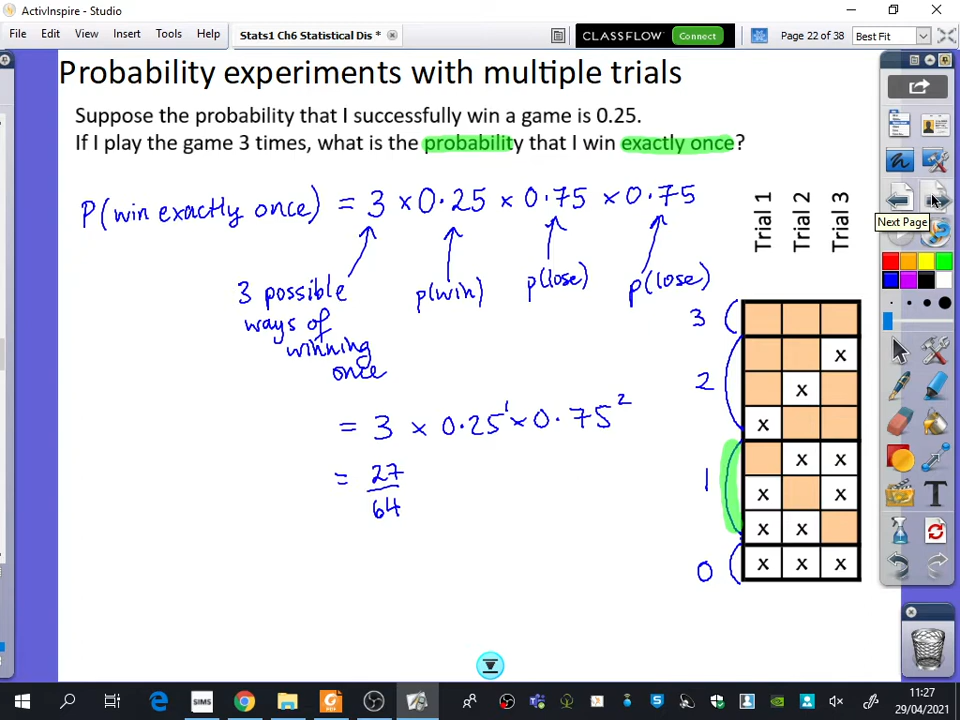 ActivInspire - Studio
File Edit View Insert Tools Help
Stats1 Ch6 Statistical Dis *
CLASSFLOW Connect
Page 22 of 38
Best Fit
Probability experiments with multiple trials
Suppose the probability that I successfully win a game is 0.25.
If I play the game 3 times, what is the probability that I win exactly once?
P(win exactly once) = 3 × 0.25 × 0.75 × 0.75
3 possible
ways of
winning
once
p(win)
p(lose)
p(lose)
= 3 × 0.25¹ × 0.75²
= 27/64
Trial 1 Trial 2 Trial 3
3
2
1
0
x
x
x
x x
x x
x x
x x x
Next Page
T
SIMS
PDF
S
11:27
29/04/2021